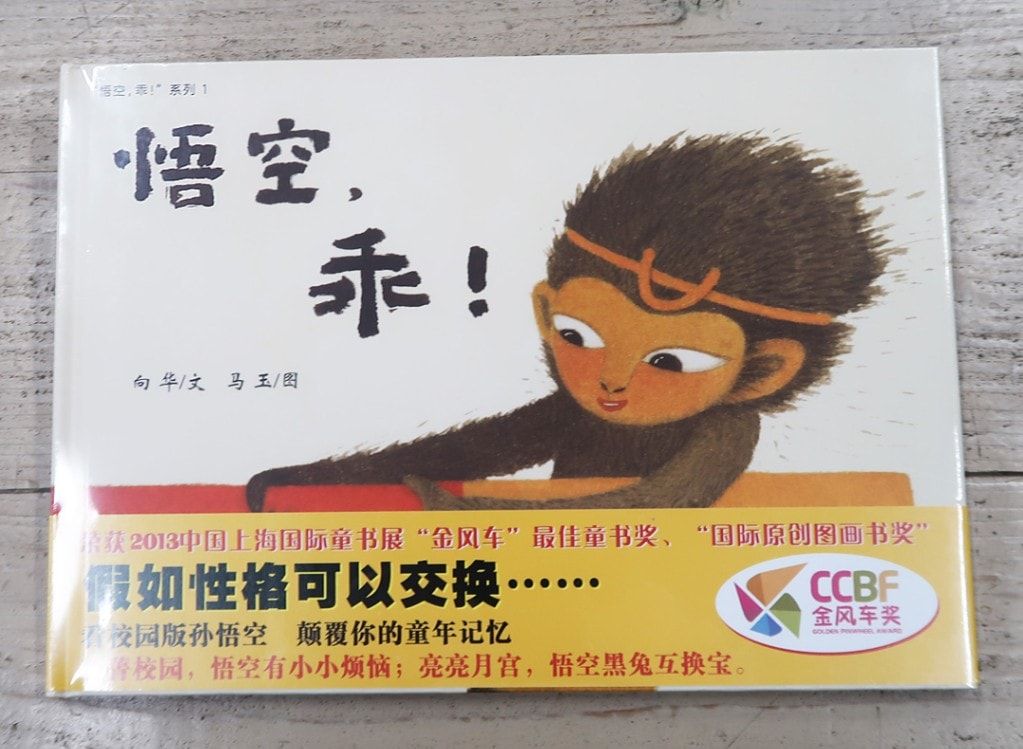 悟空,乖!”系列 1
悟空,
乖!
向华/文 马玉/图
荣获2013中国上海国际童书展“金风车”最佳童书奖、“国际原创图画书奖”
假如性格可以交换……
看校园版孙悟空 颠覆你的童年记忆
校园,悟空有小小烦恼;亮亮月宫,悟空黑兔互换宝。
CCBF
金风车奖
GOLDEN PINWHEEL AWARD